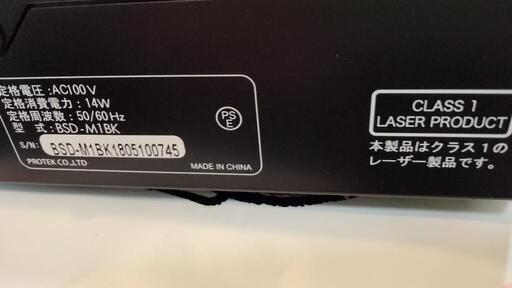 定格電圧:AC100V
定格消費電力:14W
定格周波数:50/60Hz
型 式:BSD-M1BK
S/N: BSD-M1BK1805100745
PROTEK CO.,LTD
MADE IN CHINA
PS
E
CLASS 1
LASER PRODUCT
本製品はクラス1の
レーザー製品です。